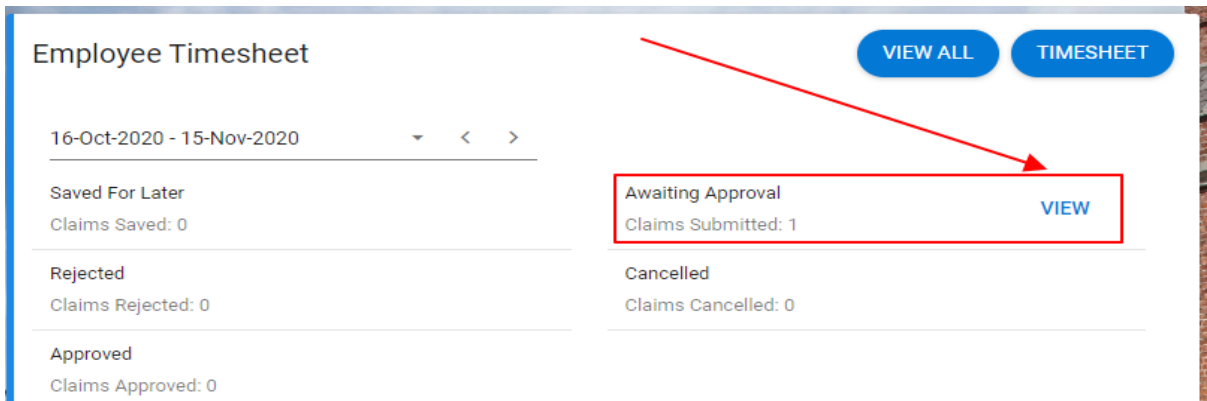 Employee Timesheet
VIEW ALL
TIMESHEET
16-Oct-2020 - 15-Nov-2020
Saved For Later
Claims Saved: 0
Awaiting Approval
Claims Submitted: 1
VIEW
Rejected
Claims Rejected: 0
Cancelled
Claims Cancelled: 0
Approved
Claims Approved: 0